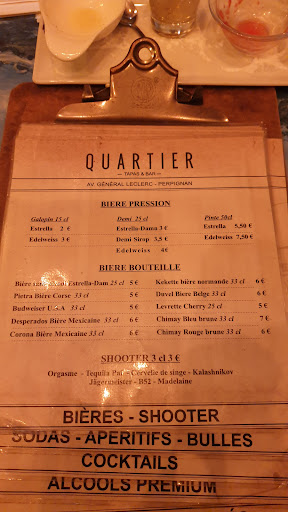 QUARTIER
— TAPAS & BAR —
AV. GÉNÉRAL LECLERC - PERPIGNAN
BIERE PRESSION
Galopin 15 cl
Estrella 2 €
Edelweiss 3 €
Demi 25 cl
Estrella-Damm 3 €
Demi Sirop 3,5 €
Edelweiss 4 €
Pinte 50cl
Estrella 5,50 €
Edelweiss 7,50 €
BIERE BOUTEILLE
Bière Estrella-Dam 25 cl 5 €
Pietra Bière Corse 33 cl 6 €
Budweiser U.S.A 33 cl 5 €
Desperados Bière Mexicaine 33 cl 6 €
Corona Bière Mexicaine 33 cl 6 €
Kekette bière normande 33 cl 6 €
Duvel Biere Belge 33 cl 6 €
Levrette Cherry 25 cl 5 €
Chimay Bleu brune 33 cl 7 €
Chimay Rouge brune 33 cl 6 €
SHOOTER 3 cl 3 €
Orgasme - Tequila Paf - Cervelle de singe - Kalashnikov
Jägermeister - B52 - Madelaine
BIÈRES - SHOOTER
SODAS - APERITIFS - BULLES
COCKTAILS
ALCOOLS PREMIUM